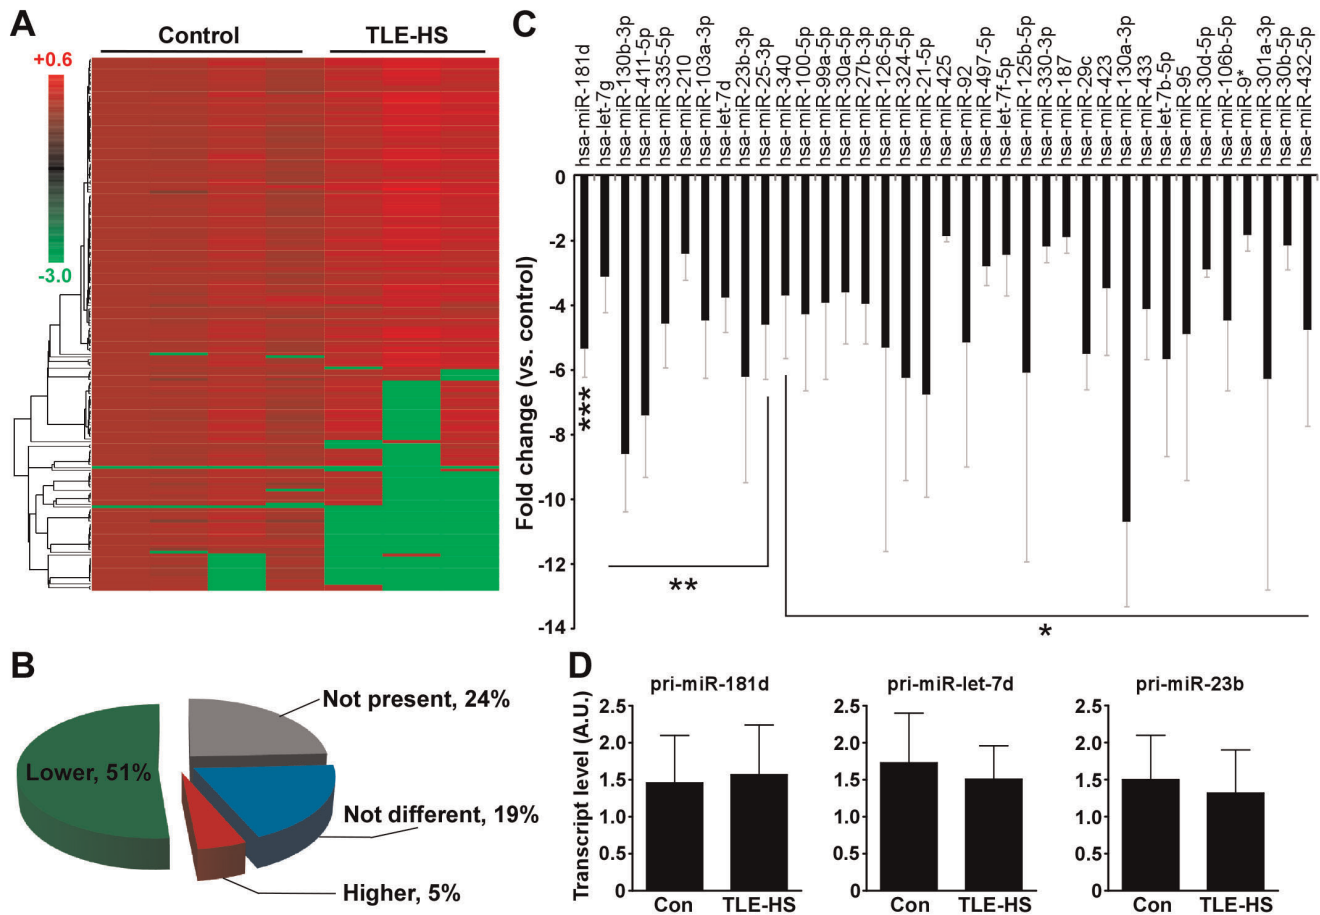 A
Control
TLE-HS
+0.6
-3.0
C
hsa-miR-181d
hsa-let-7g
hsa-miR-130b-3p
hsa-miR-411-5p
hsa-miR-335-5p
hsa-miR-210
hsa-miR-103a-3p
hsa-let-7d
hsa-miR-23b-3p
hsa-miR-25-3p
hsa-miR-340
hsa-miR-100-5p
hsa-miR-99a-5p
hsa-miR-30a-5p
hsa-miR-27b-3p
hsa-miR-126-5p
hsa-miR-324-5p
hsa-miR-21-5p
hsa-miR-425
hsa-miR-92
hsa-miR-497-5p
hsa-let-7f-5p
hsa-miR-125b-5p
hsa-miR-330-3p
hsa-miR-187
hsa-miR-29c
hsa-miR-423
hsa-miR-130a-3p
hsa-miR-433
hsa-let-7b-5p
hsa-miR-95
hsa-miR-30d-5p
hsa-miR-106b-5p
hsa-miR-9*
hsa-miR-301a-3p
hsa-miR-30b-5p
hsa-miR-432-5p
Fold change (vs. control)
0
-2
-4
-6
-8
-10
-12
-14
***
**
*
B
Not present, 24%
Lower, 51%
Not different, 19%
Higher, 5%
D
Transcript level (A.U.)
pri-miR-181d
2.5
2.0
1.5
1.0
0.5
0
Con TLE-HS
pri-miR-let-7d
2.5
2.0
1.5
1.0
0.5
0
Con TLE-HS
pri-miR-23b
2.5
2.0
1.5
1.0
0.5
0
Con TLE-HS